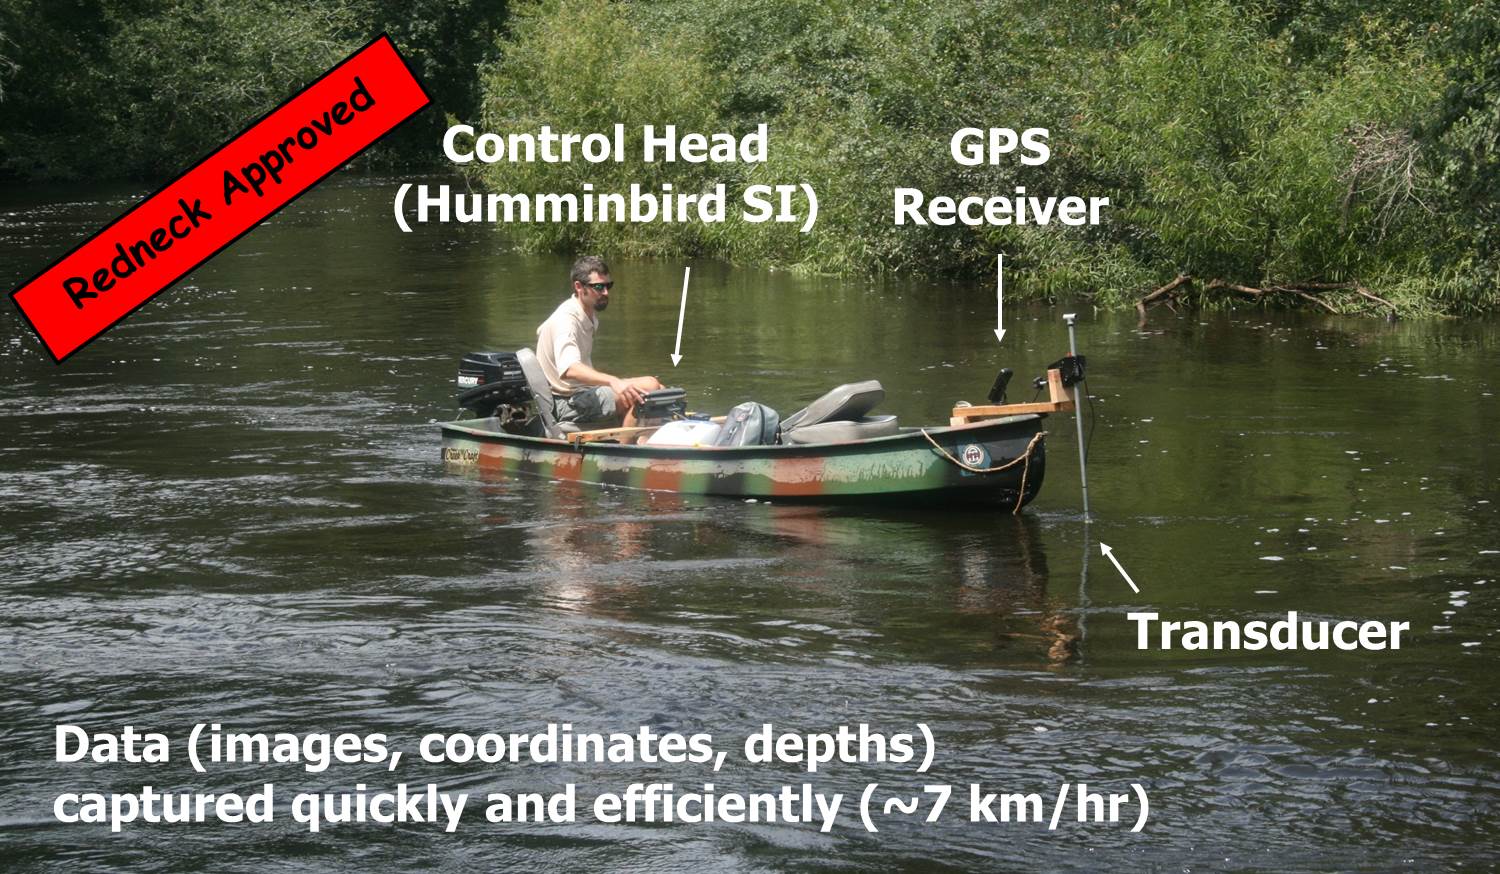 Redneck Approved
Control Head
(Humminbird SI)
GPS
Receiver
MERCURY
Transducer
Data (images, coordinates, depths)
captured quickly and efficiently (~7 km/hr)